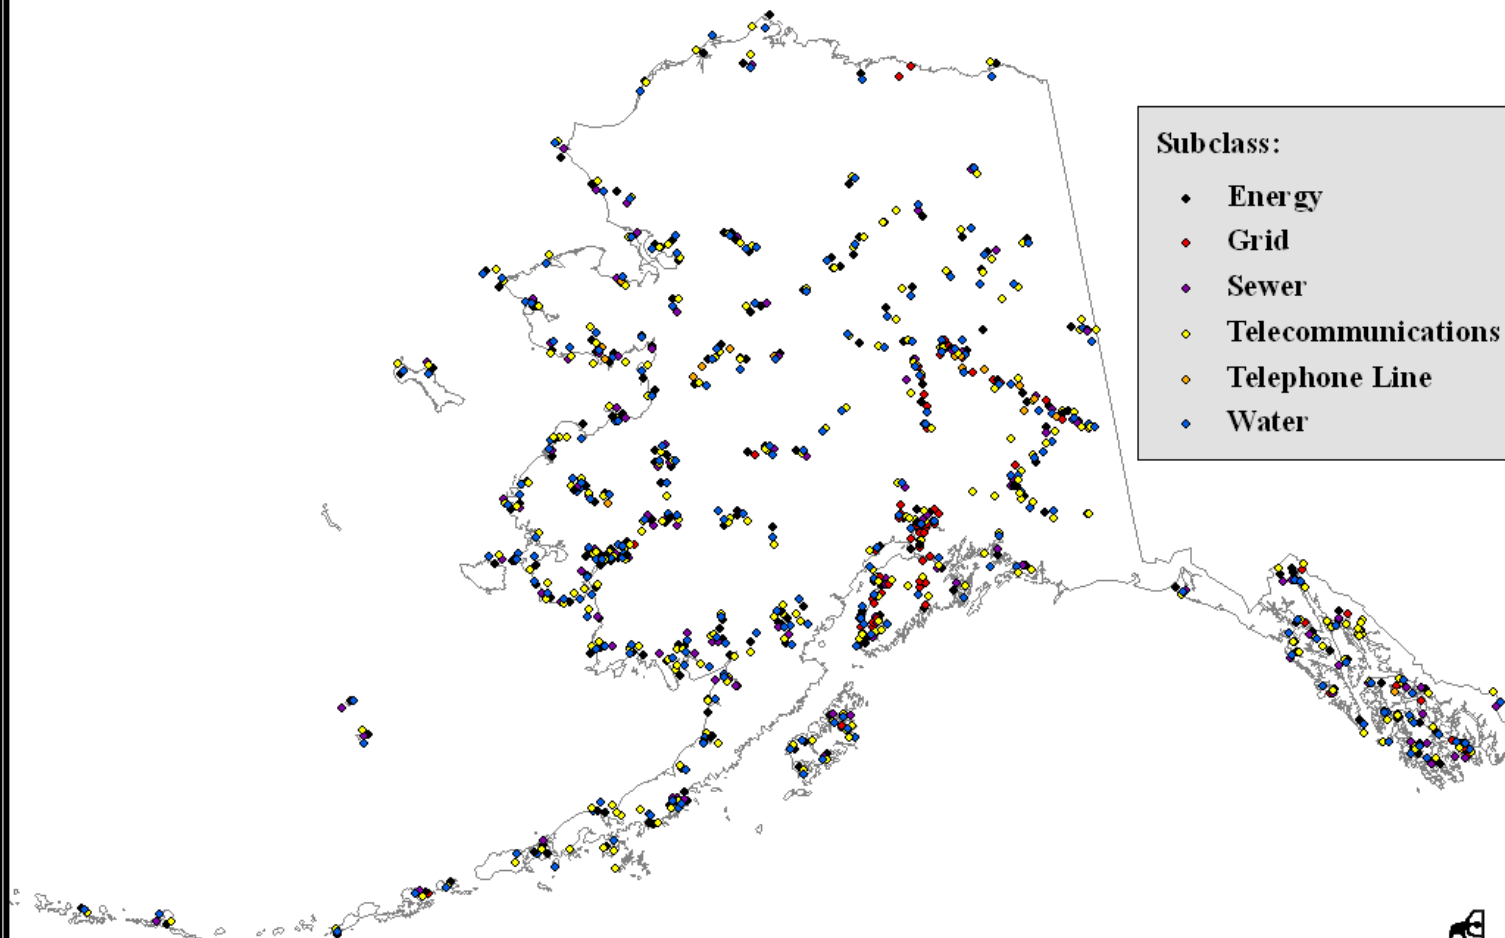 Subclass:
Energy
Grid
Sewer
Telecommunications
Telephone Line
Water